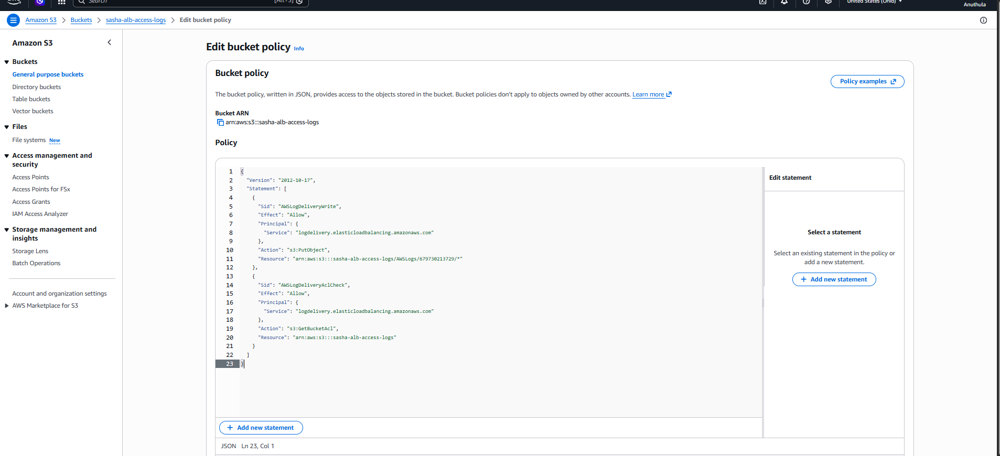 Search
[Alt+S]
United States (Ohio)
Anuthula
Amazon S3
Buckets
sasha-alb-access-logs
Edit bucket policy
Amazon S3
Buckets
General purpose buckets
Directory buckets
Table buckets
Vector buckets
Files
File systems New
Access management and
security
Access Points
Access Points for FSx
Access Grants
IAM Access Analyzer
Storage management and
insights
Storage Lens
Batch Operations
Account and organization settings
AWS Marketplace for S3
Edit bucket policy Info
Bucket policy
Policy examples
The bucket policy, written in JSON, provides access to the objects stored in the bucket. Bucket policies don't apply to objects owned by other accounts. Learn more
Bucket ARN
arn:aws:s3:::sasha-alb-access-logs
Policy
1 {
2 "Version": "2012-10-17",
3 "Statement": [
4 {
5 "Sid": "AWSLogDeliveryWrite",
6 "Effect": "Allow",
7 "Principal": {
8 "Service": "logdelivery.elasticloadbalancing.amazonaws.com"
9 },
10 "Action": "s3:PutObject",
11 "Resource": "arn:aws:s3:::sasha-alb-access-logs/AWSLogs/679730213729/*"
12 },
13 {
14 "Sid": "AWSLogDeliveryAclCheck",
15 "Effect": "Allow",
16 "Principal": {
17 "Service": "logdelivery.elasticloadbalancing.amazonaws.com"
18 },
19 "Action": "s3:GetBucketAcl",
20 "Resource": "arn:aws:s3:::sasha-alb-access-logs"
21 }
22 ]
23 }
Edit statement
Select a statement
Select an existing statement in the policy or
add a new statement.
+ Add new statement
+ Add new statement
JSON Ln 23, Col 1